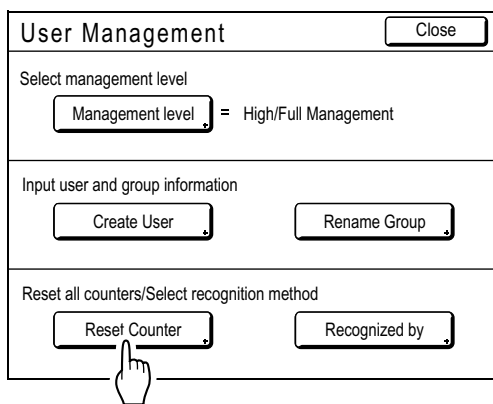 User Management Close
Select management level
Management level = High/Full Management
Input user and group information
Create User Rename Group
Reset all counters/Select recognition method
Reset Counter Recognized by